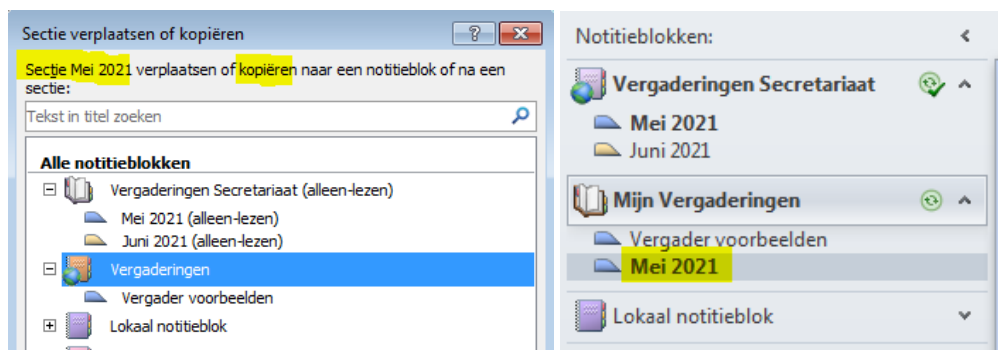 Sectie verplaatsen of kopiëren
Sectie Mei 2021 verplaatsen of kopiëren naar een notitieblok of na een
sectie:
Tekst in titel zoeken
Alle notitieblokken
Vergaderingen Secretariaat (alleen-lezen)
Mei 2021 (alleen-lezen)
Juni 2021 (alleen-lezen)
Vergaderingen
Vergader voorbeelden
Lokaal notitieblok
Notitieblokken:
Vergaderingen Secretariaat
Mei 2021
Juni 2021
Mijn Vergaderingen
Vergader voorbeelden
Mei 2021
Lokaal notitieblok